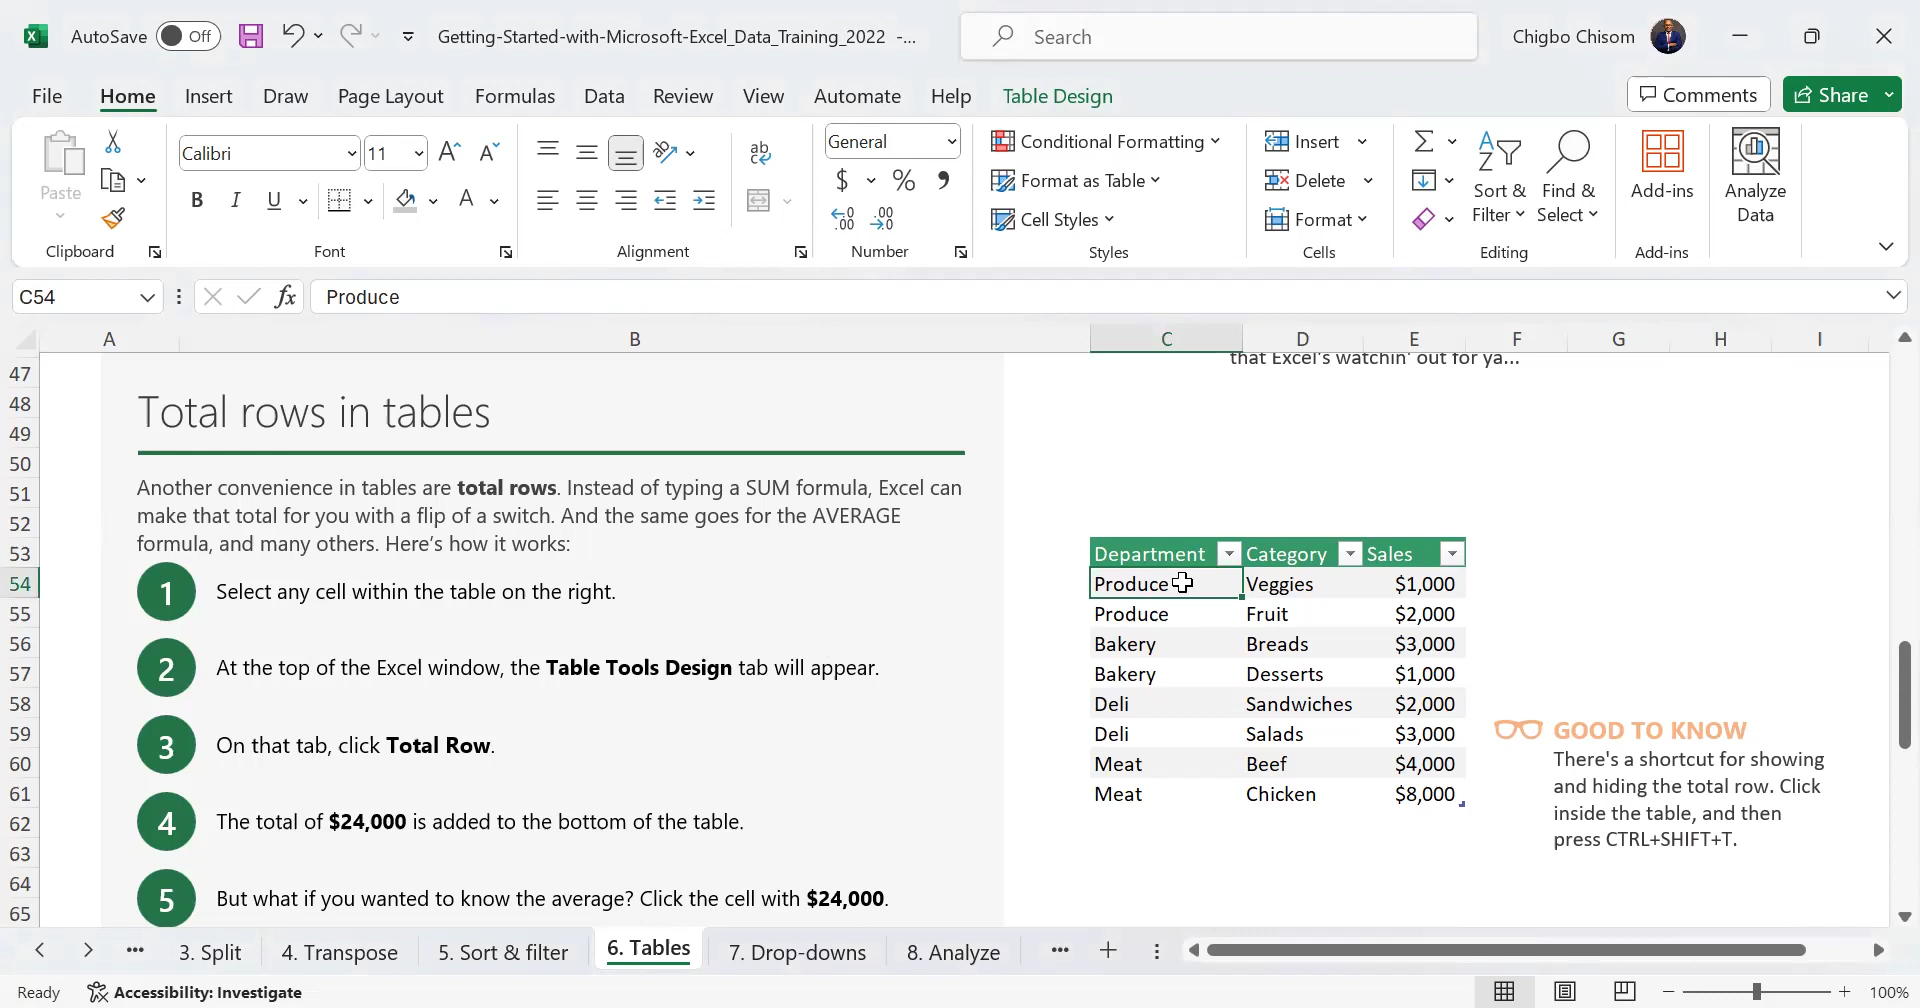 AutoSave Off Getting-Started-with-Microsoft-Excel_Data_Training_2022 -... Search Chigbo Chisom
File Home Insert Draw Page Layout Formulas Data Review View Automate Help Table Design Comments Share
Paste
Clipboard
Calibri 11
B I U A
Font
ab
Alignment
General
$ % ,
Number
Conditional Formatting
Format as Table
Cell Styles
Styles
Insert
Delete
Format
Cells
Sort &
Filter
Find &
Select
Editing
Add-ins
Add-ins
Analyze
Data
C54 fx Produce
A B C D E F G H I
47
48
49
50
51
52
53
54
55
56
57
58
59
60
61
62
63
64
65
that Excel's watchin' out for ya...
Total rows in tables
Another convenience in tables are total rows. Instead of typing a SUM formula, Excel can
make that total for you with a flip of a switch. And the same goes for the AVERAGE
formula, and many others. Here's how it works:
1 Select any cell within the table on the right.
2 At the top of the Excel window, the Table Tools Design tab will appear.
3 On that tab, click Total Row.
4 The total of $24,000 is added to the bottom of the table.
5 But what if you wanted to know the average? Click the cell with $24,000.
Department Category Sales
Produce Veggies $1,000
Produce Fruit $2,000
Bakery Breads $3,000
Bakery Desserts $1,000
Deli Sandwiches $2,000
Deli Salads $3,000
Meat Beef $4,000
Meat Chicken $8,000
GOOD TO KNOW
There's a shortcut for showing
and hiding the total row. Click
inside the table, and then
press CTRL+SHIFT+T.
... 3. Split 4. Transpose 5. Sort & filter 6. Tables 7. Drop-downs 8. Analyze ...
Ready Accessibility: Investigate 100%